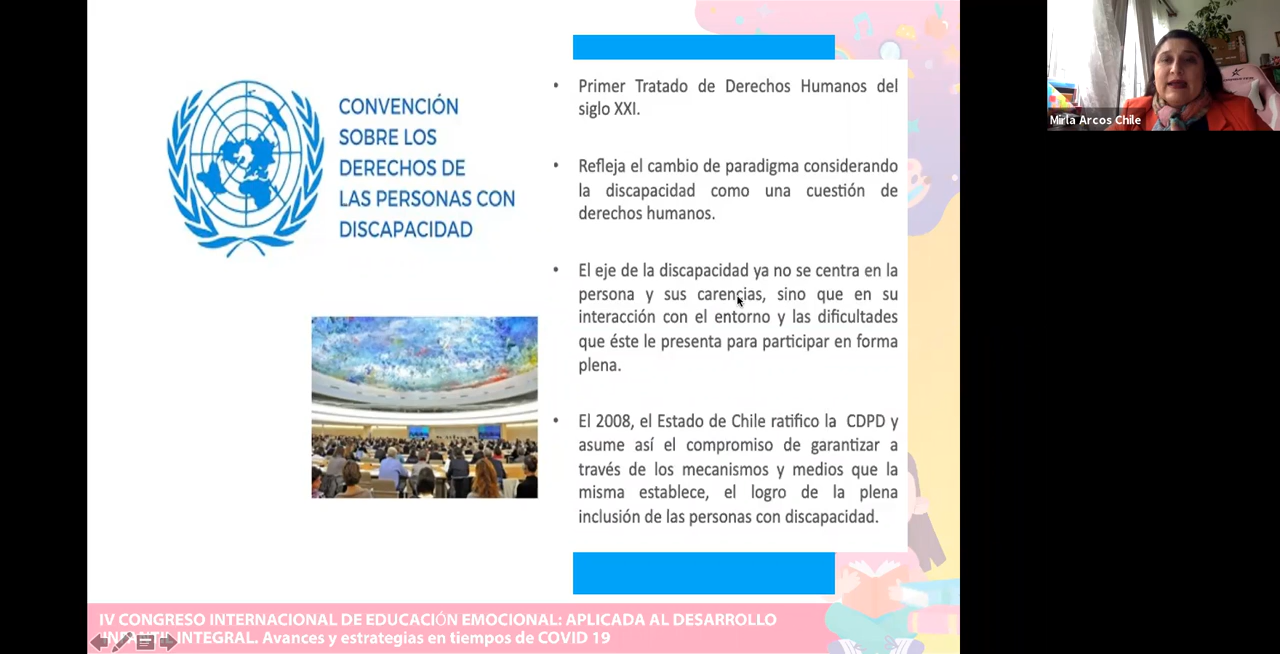 CONVENCIÓN
SOBRE LOS
DERECHOS DE
LAS PERSONAS CON
DISCAPACIDAD
• Primer Tratado de Derechos Humanos del
siglo XXI.
• Refleja el cambio de paradigma considerando
la discapacidad como una cuestión de
derechos humanos.
• El eje de la discapacidad ya no se centra en la
persona y sus carencias, sino que en su
interacción con el entorno y las dificultades
que éste le presenta para participar en forma
plena.
• El 2008, el Estado de Chile ratifico la CDPD y
asume así el compromiso de garantizar a
través de los mecanismos y medios que la
misma establece, el logro de la plena
inclusión de las personas con discapacidad.
IV CONGRESO INTERNACIONAL DE EDUCACIÓN EMOCIONAL: APLICADA AL DESARROLLO
INTEGRAL. Avances y estrategias en tiempos de COVID 19
Mirla Arcos Chile